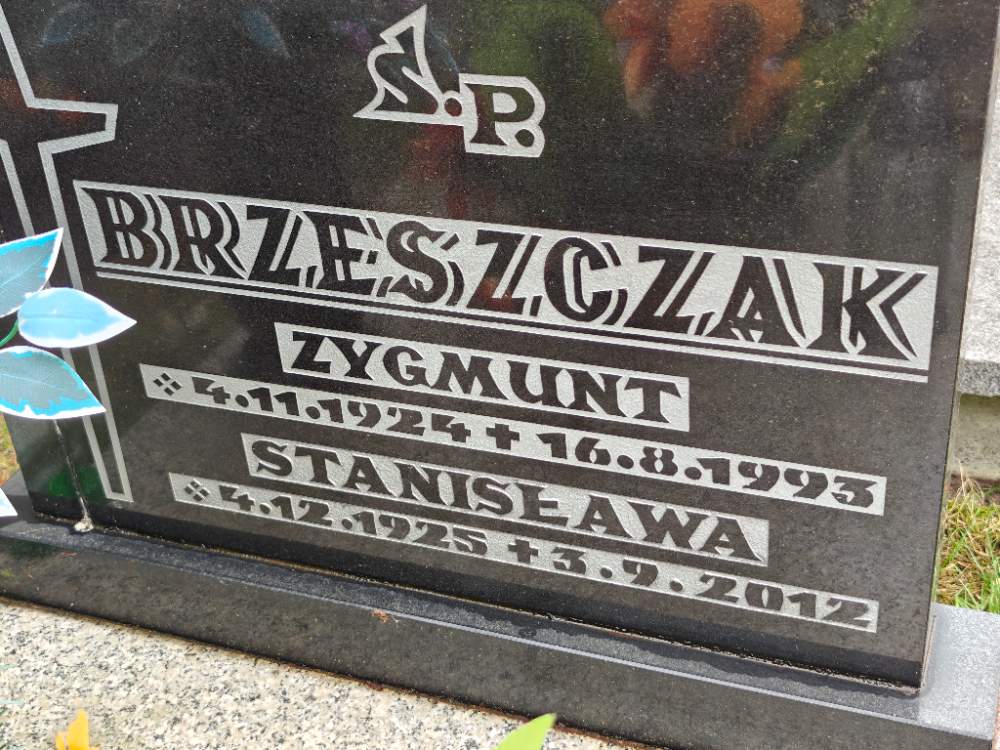 Ś.P.
BRZESZCZAK
ZYGMUNT
❖ 4.11.1924 ✝ 16.8.1993
STANISŁAWA
❖ 4.12.1925 ✝ 3.9.2012